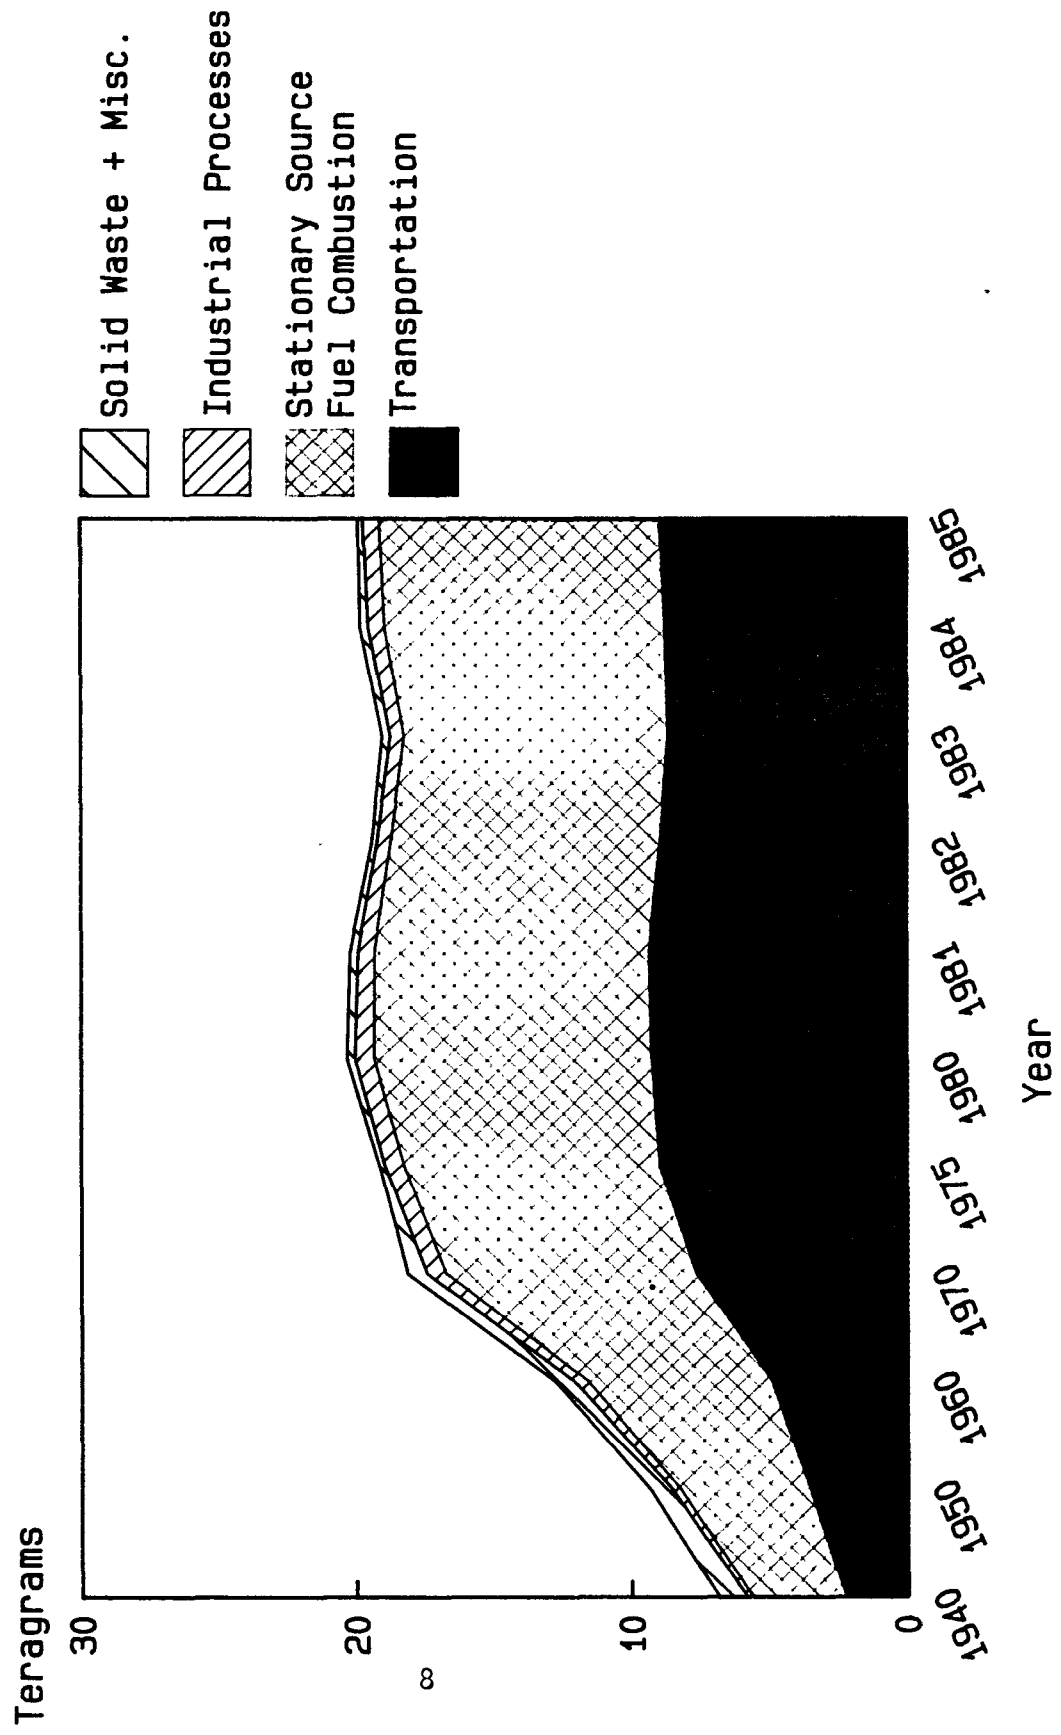 Teragrams
30
20
10
0
1940
1950
1960
1970
1975
1980
1981
1982
1983
1984
1985
Year
Solid Waste + Misc.
Industrial Processes
Stationary Source
Fuel Combustion
Transportation
8